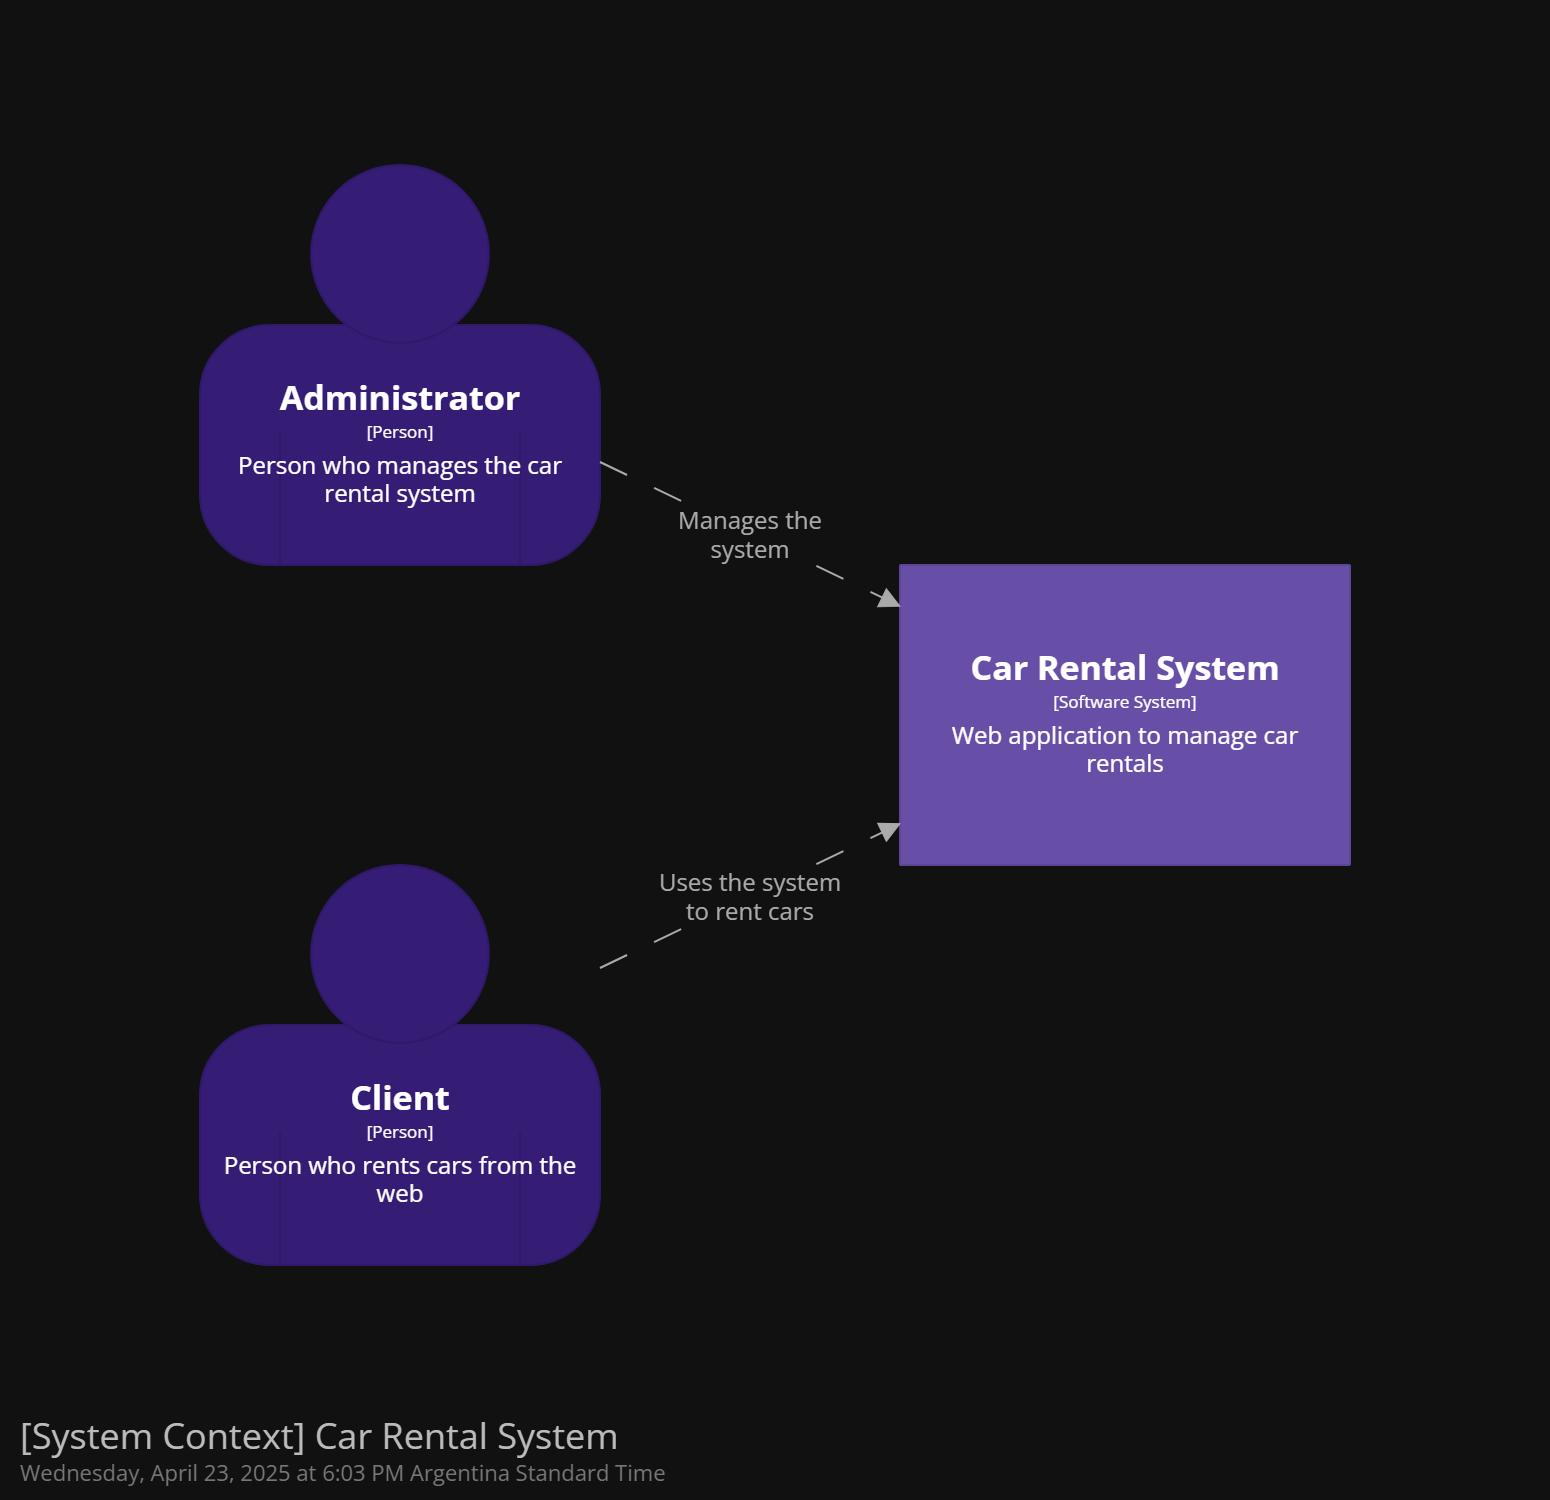 Administrator
[Person]
Person who manages the car
rental system
Manages the
system
Car Rental System
[Software System]
Web application to manage car
rentals
Uses the system
to rent cars
Client
[Person]
Person who rents cars from the
web
[System Context] Car Rental System
Wednesday, April 23, 2025 at 6:03 PM Argentina Standard Time